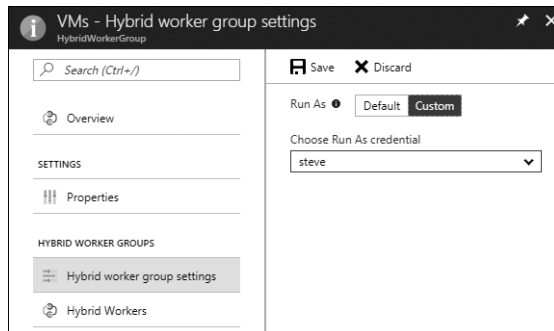 VMs - Hybrid worker group settings
HybridWorkerGroup
Search (Ctrl+/)
Overview
SETTINGS
Properties
HYBRID WORKER GROUPS
Hybrid worker group settings
Hybrid Workers
Save Discard
Run As Default Custom
Choose Run As credential
steve